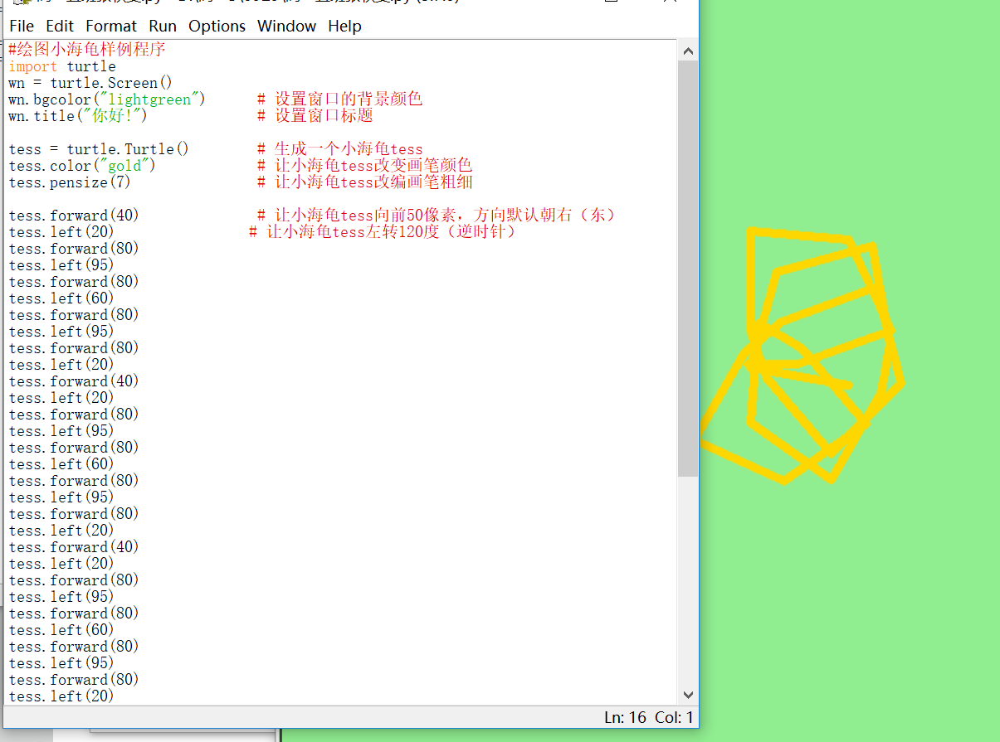 File Edit Format Run Options Window Help
#绘图小海龟样例程序
import turtle
wn = turtle.Screen()
wn.bgcolor("lightgreen")      # 设置窗口的背景颜色
wn.title("你好!")             # 设置窗口标题
tess = turtle.Turtle()        # 生成一个小海龟tess
tess.color("gold")            # 让小海龟tess改变画笔颜色
tess.pensize(7)               # 让小海龟tess改编画笔粗细
tess.forward(40)              # 让小海龟tess向前50像素，方向默认朝右（东）
tess.left(20)                # 让小海龟tess左转120度（逆时针）
tess.forward(80)
tess.left(95)
tess.forward(80)
tess.left(60)
tess.forward(80)
tess.left(95)
tess.forward(80)
tess.left(20)
tess.forward(40)
tess.left(20)
tess.forward(80)
tess.left(95)
tess.forward(80)
tess.left(60)
tess.forward(80)
tess.left(95)
tess.forward(80)
tess.left(20)
tess.forward(40)
tess.left(20)
tess.forward(80)
tess.left(95)
tess.forward(80)
tess.left(60)
tess.forward(80)
tess.left(95)
tess.forward(80)
tess.left(20)
Ln: 16 Col: 1